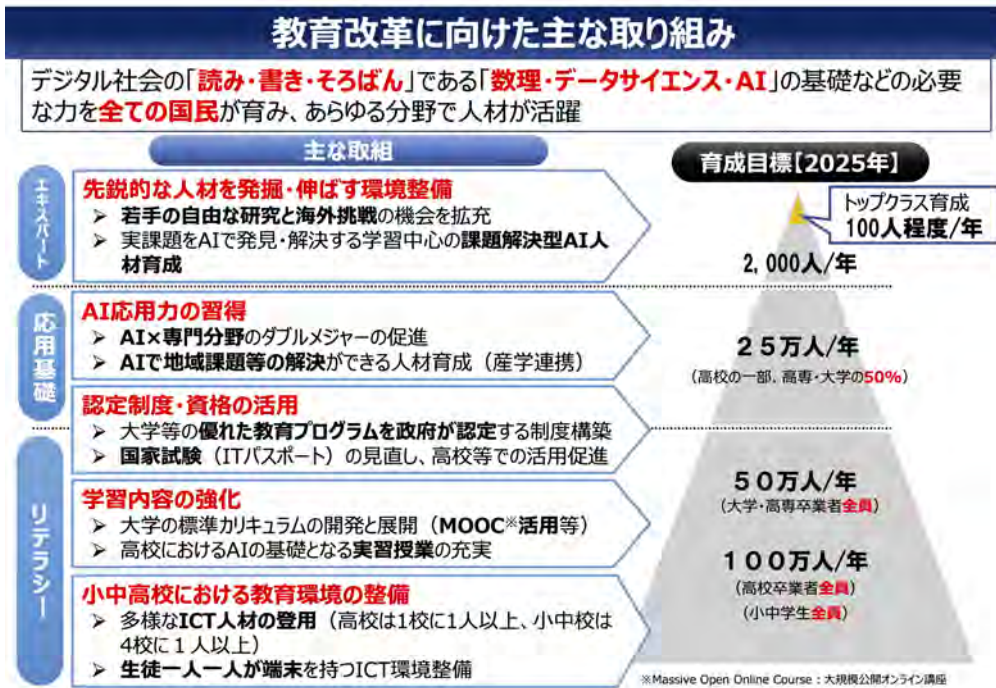 教育改革に向けた主な取り組み
デジタル社会の「読み・書き・そろばん」である「数理・データサイエンス・AI」の基礎などの必要
な力を全ての国民が育み、あらゆる分野で人材が活躍
主な取組
育成目標【2025年】
エキスパート
先鋭的な人材を発掘・伸ばす環境整備
➢ 若手の自由な研究と海外挑戦の機会を拡充
➢ 実課題をAIで発見・解決する学習中心の課題解決型AI人
材育成
トップクラス育成
100人程度/年
2,000人/年
応用基礎
AI応用力の習得
➢ AI×専門分野のダブルメジャーの促進
➢ AIで地域課題等の解決ができる人材育成（産学連携）
25万人/年
（高校の一部、高専・大学の50%）
認定制度・資格の活用
➢ 大学等の優れた教育プログラムを政府が認定する制度構築
➢ 国家試験（ITパスポート）の見直し、高校等での活用促進
リテラシー
学習内容の強化
➢ 大学の標準カリキュラムの開発と展開（MOOC※活用等）
➢ 高校におけるAIの基礎となる実習授業の充実
50万人/年
（大学・高専卒業者全員）
100万人/年
（高校卒業者全員）
（小中学生全員）
小中高校における教育環境の整備
➢ 多様なICT人材の登用（高校は1校に1人以上、小中校は
4校に１人以上）
➢ 生徒一人一人が端末を持つICT環境整備
※Massive Open Online Course：大規模公開オンライン講座